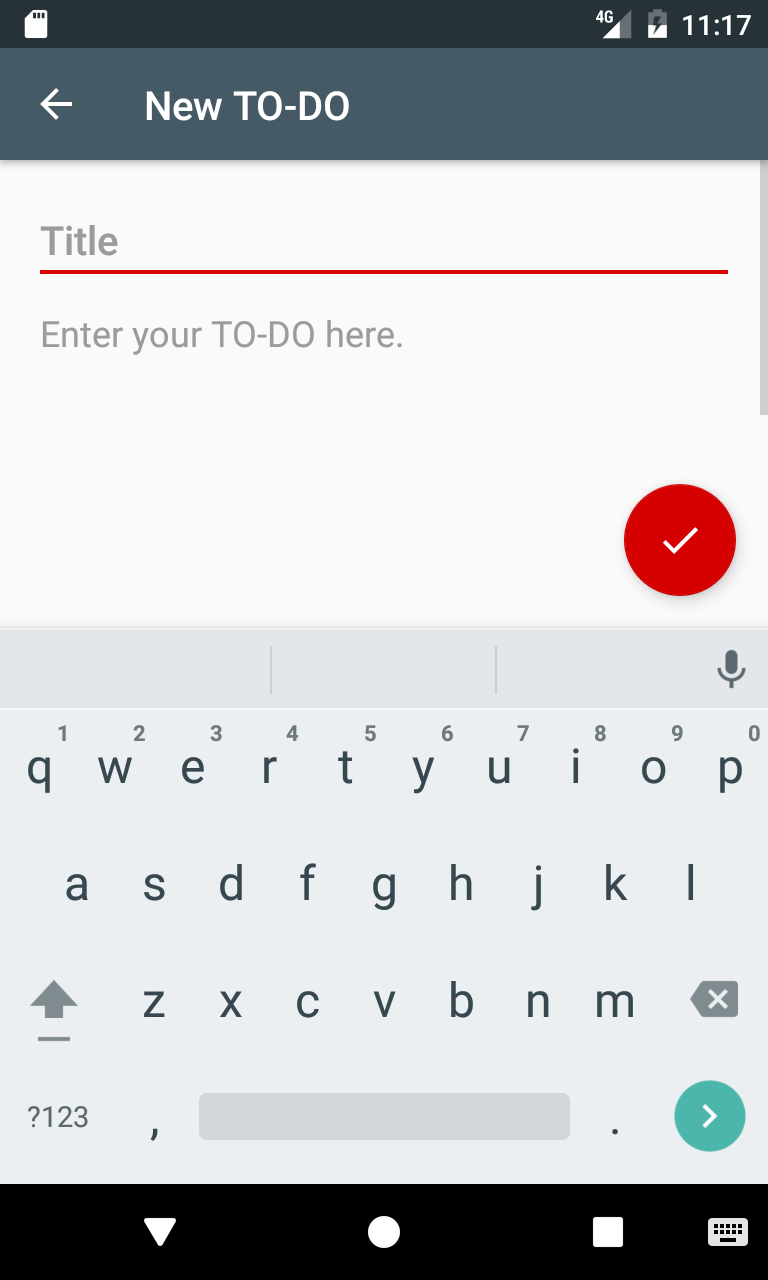 4G 11:17
New TO-DO
Title
Enter your TO-DO here.
1 2 3 4 5 6 7 8 9 0
q w e r t y u i o p
a s d f g h j k l
z x c v b n m
?123 , .